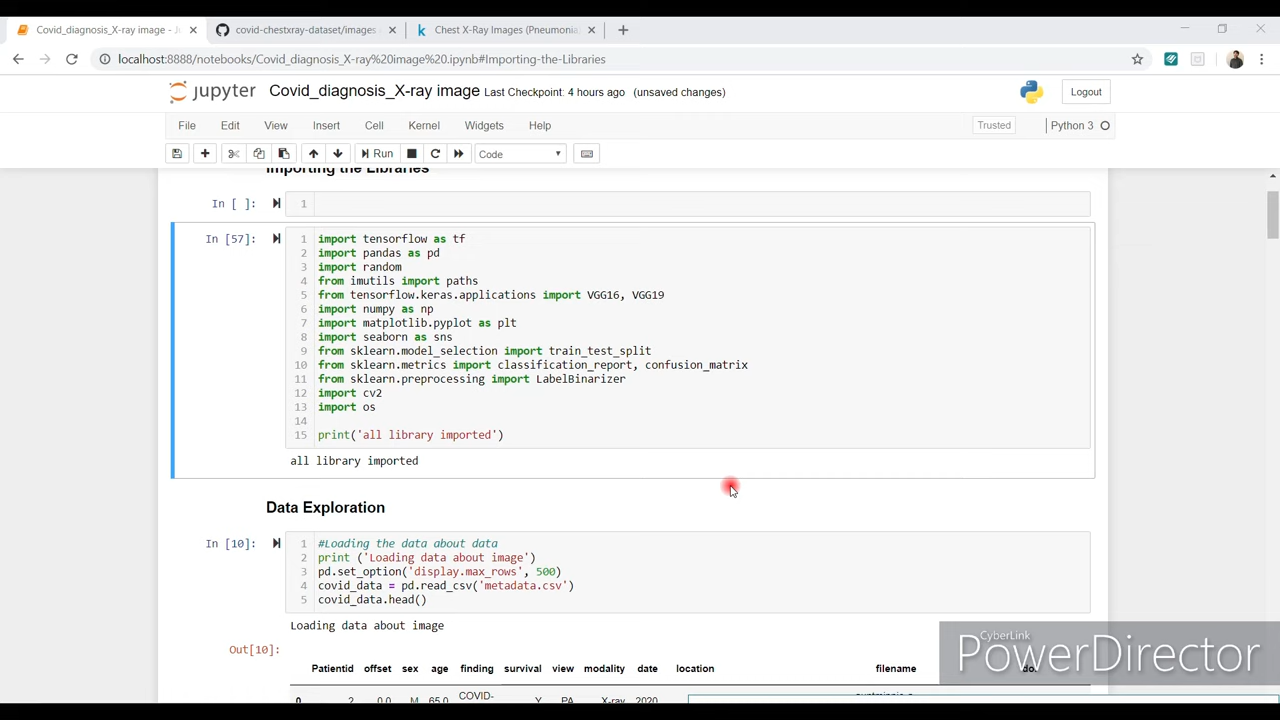 Covid_diagnosis_X-ray image - J
covid-chestxray-dataset/images
Chest X-Ray Images (Pneumonia
localhost:8888/notebooks/Covid_diagnosis_X-ray%20image%20.ipynb#Importing-the-Libraries
jupyter Covid_diagnosis_X-ray image Last Checkpoint: 4 hours ago (unsaved changes)
Logout
File Edit View Insert Cell Kernel Widgets Help
Trusted
Python 3
Run
Code
Importing the Libraries
In [ ]:
1
In [57]:
1 import tensorflow as tf
2 import pandas as pd
3 import random
4 from imutils import paths
5 from tensorflow.keras.applications import VGG16, VGG19
6 import numpy as np
7 import matplotlib.pyplot as plt
8 import seaborn as sns
9 from sklearn.model_selection import train_test_split
10 from sklearn.metrics import classification_report, confusion_matrix
11 from sklearn.preprocessing import LabelBinarizer
12 import cv2
13 import os
14
15 print('all library imported')
all library imported
Data Exploration
In [10]:
1 #Loading the data about data
2 print ('Loading data about image')
3 pd.set_option('display.max_rows', 500)
4 covid_data = pd.read_csv('metadata.csv')
5 covid_data.head()
Loading data about image
Out[10]:
Patientid offset sex age finding survival view modality date location filename
0 2 0.0 M 65.0 COVID- Y PA X-ray 2020
CyberLink
PowerDirector